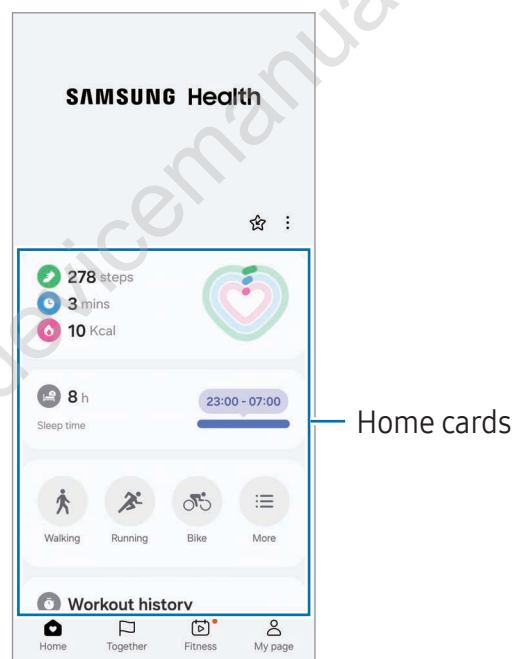 SAMSUNG Health
278 steps
3 mins
10 Kcal
8 h
23:00 - 07:00
Sleep time
Home cards
Walking Running Bike More
Workout history
Home Together Fitness My page
devicemanua